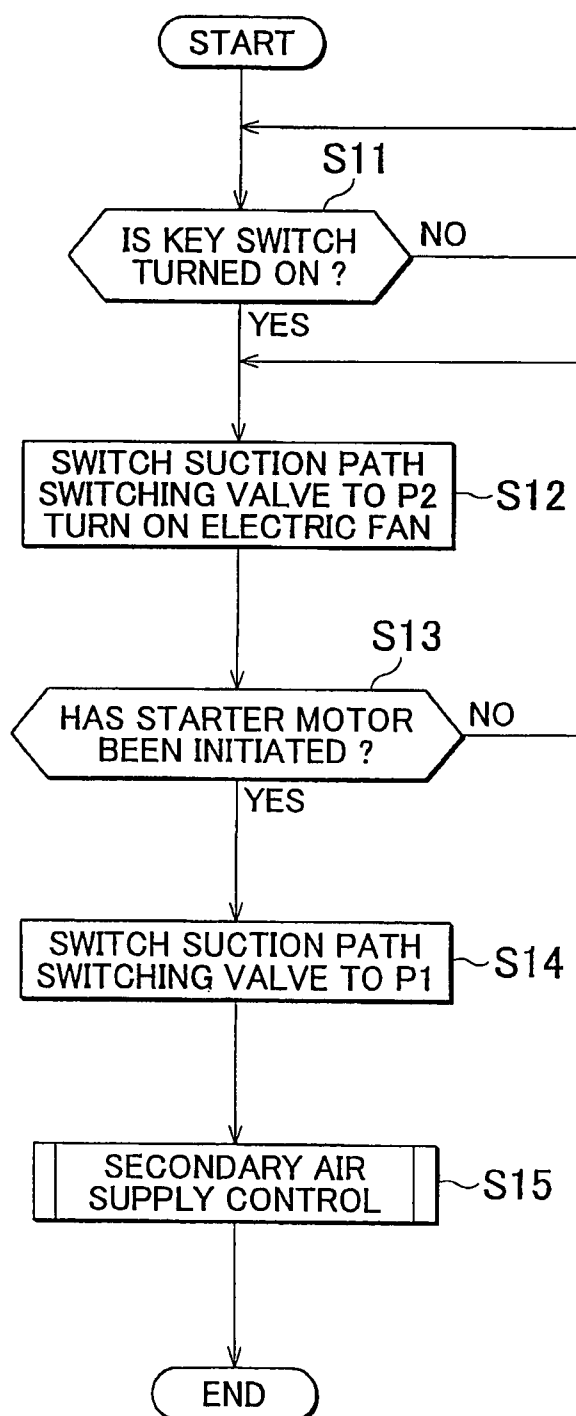 START
S11
IS KEY SWITCH
TURNED ON ?
NO
YES
SWITCH SUCTION PATH
SWITCHING VALVE TO P2
TURN ON ELECTRIC FAN
S12
S13
HAS STARTER MOTOR
BEEN INITIATED ?
NO
YES
SWITCH SUCTION PATH
SWITCHING VALVE TO P1
S14
SECONDARY AIR
SUPPLY CONTROL
S15
END